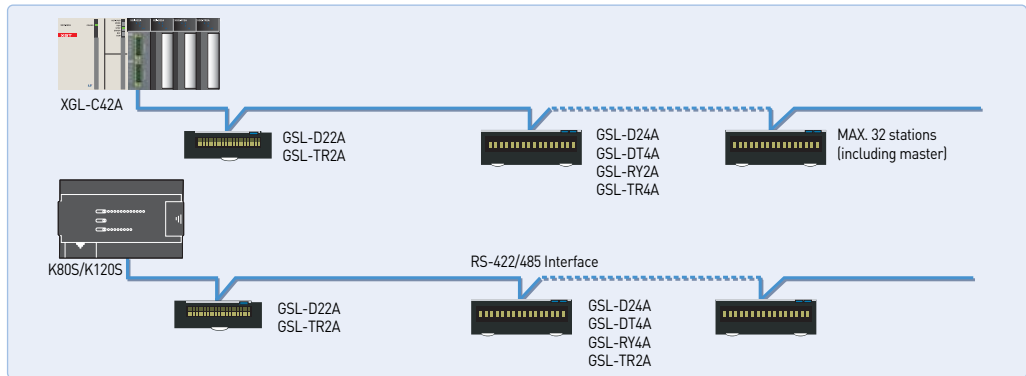 XGL-C42A
GSL-D22A
GSL-TR2A
GSL-D24A
GSL-DT4A
GSL-RY2A
GSL-TR4A
MAX. 32 stations
(including master)
K80S/K120S
RS-422/485 Interface
GSL-D22A
GSL-TR2A
GSL-D24A
GSL-DT4A
GSL-RY4A
GSL-TR2A